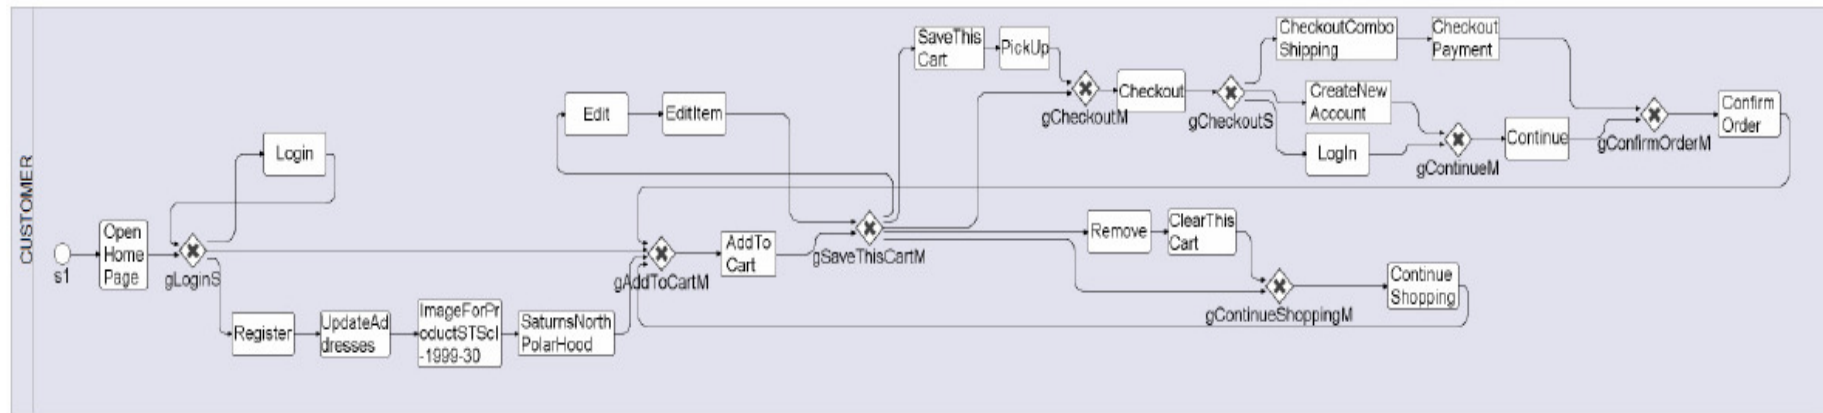 CUSTOMER
s1
Open
Home
Page
gLoginS
Login
Register
UpdateAd
dresses
ImageForPr
oductSTScI
-1999-30
SaturnsNorth
PolarHood
gAddToCartM
AddTo
Cart
Edit
EditItem
gSaveThisCartM
SaveThis
Cart
PickUp
gCheckoutM
Checkout
gCheckoutS
CheckoutCombo
Shipping
Checkout
Payment
CreateNew
Account
LogIn
gContinueM
Continue
gConfirmOrderM
Confirm
Order
Remove
ClearThis
Cart
gContinueShoppingM
Continue
Shopping